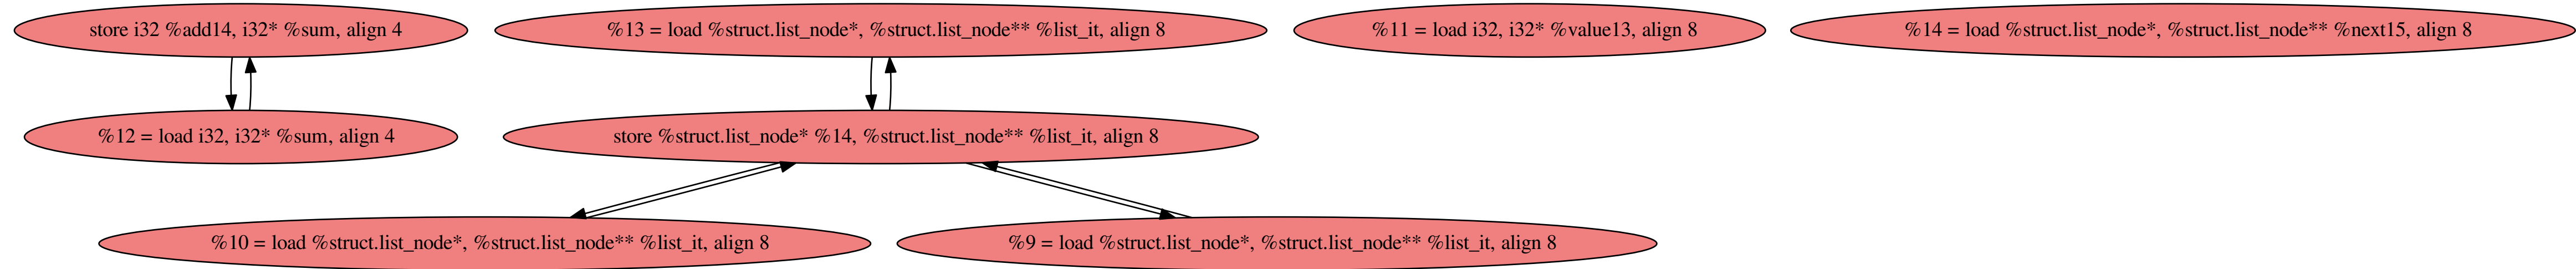 store i32 %add14, i32* %sum, align 4
%13 = load %struct.list_node*, %struct.list_node** %list_it, align 8
%11 = load i32, i32* %value13, align 8
%14 = load %struct.list_node*, %struct.list_node** %next15, align 8
%12 = load i32, i32* %sum, align 4
store %struct.list_node* %14, %struct.list_node** %list_it, align 8
%10 = load %struct.list_node*, %struct.list_node** %list_it, align 8
%9 = load %struct.list_node*, %struct.list_node** %list_it, align 8